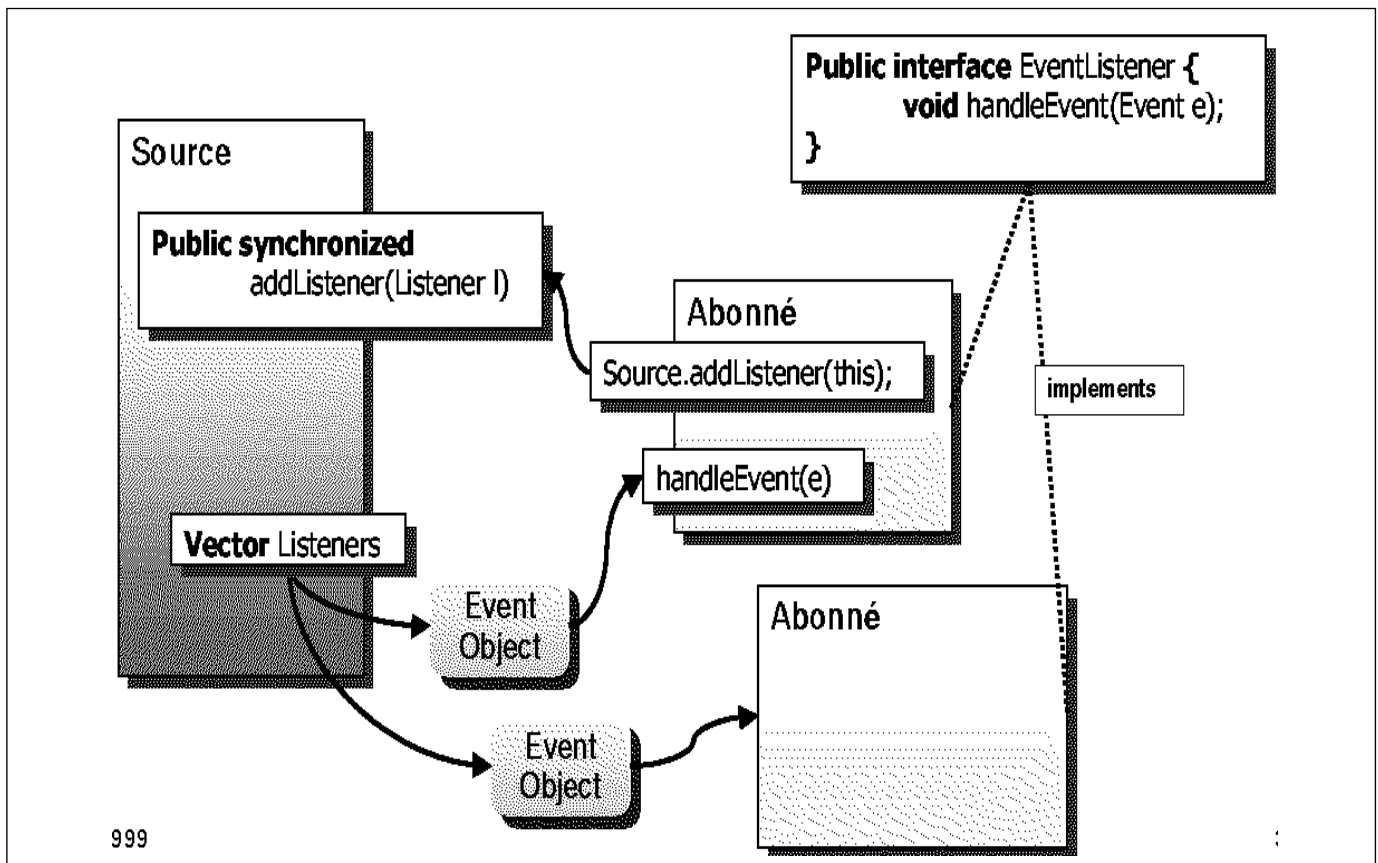 Public interface EventListener {
void handleEvent(Event e);
}
Source
Public synchronized
addListener(Listener l)
Abonné
Source.addListener(this);
implements
handleEvent(e)
Vector Listeners
Event
Object
Abonné
Event
Object
999